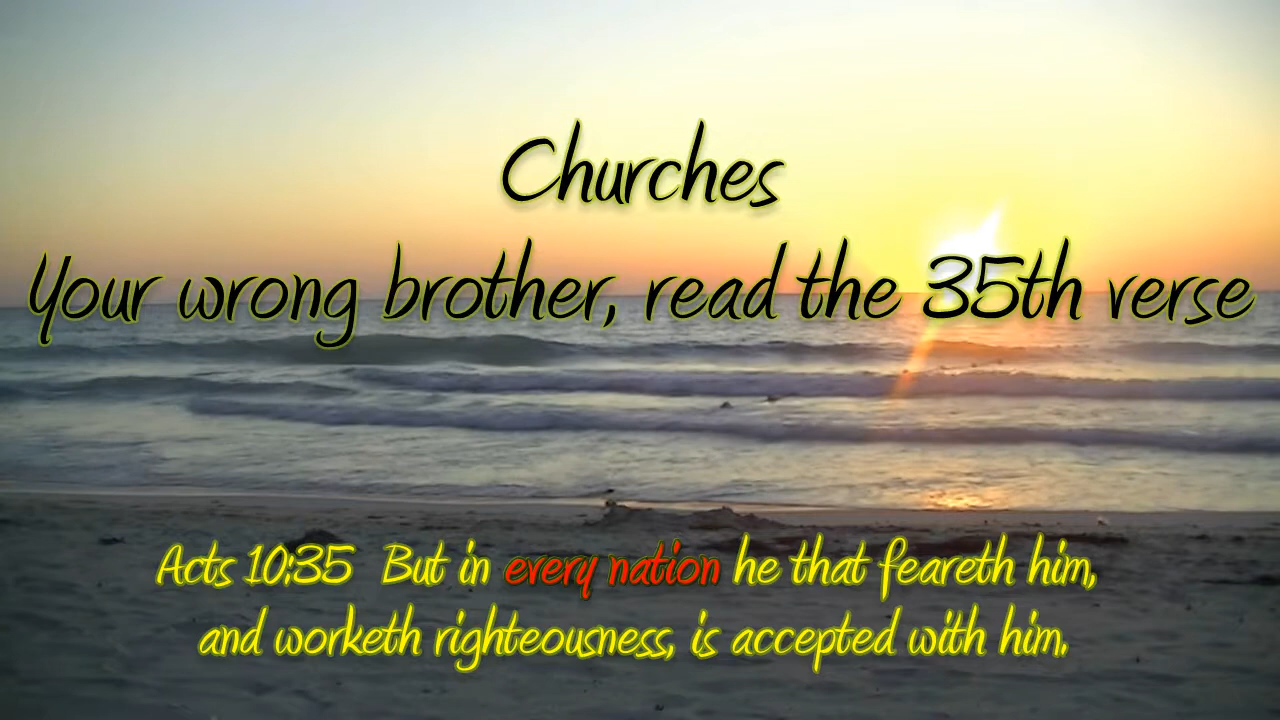 Churches
Your wrong brother, read the 35th verse
Acts 10:35 But in every nation he that feareth him,
and worketh righteousness, is accepted with him.